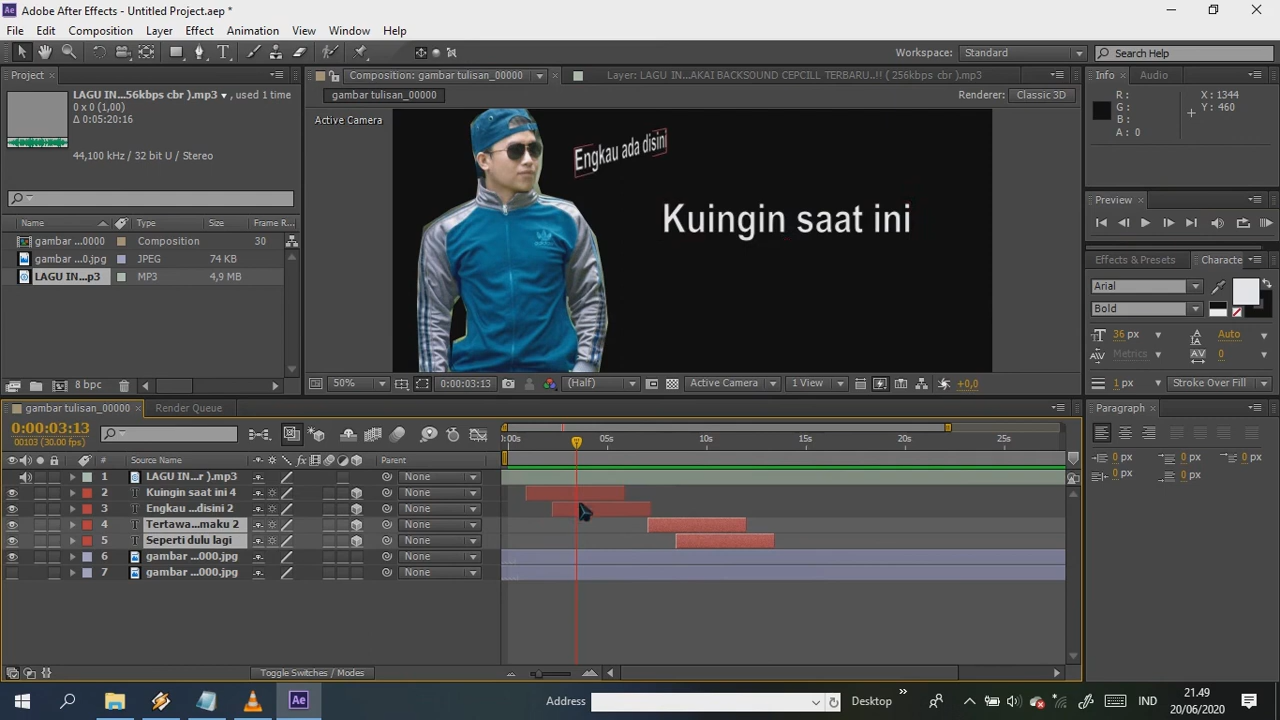 Adobe After Effects - Untitled Project.aep *
File Edit Composition Layer Effect Animation View Window Help
Workspace: Standard Search Help
Project
LAGU IN...56kbps cbr ).mp3 , used 1 time
0 x 0 (1,00)
Δ 0:05:20:16
44,100 kHz / 32 bit U / Stereo
Name Type Size Frame R...
gambar ...0000 Composition 30
gambar ...0.jpg JPEG 74 KB
LAGU IN...p3 MP3 4,9 MB
8 bpc
Composition: gambar tulisan_00000
Layer: LAGU IN...AKAI BACKSOUND CEPCILL TERBARU..!! ( 256kbps cbr ).mp3
gambar tulisan_00000
Renderer: Classic 3D
Active Camera
Engkau ada disini
Kuingin saat ini
50% 0:00:03:13 (Half) Active Camera 1 View +0,0
Info Audio
R: X: 1344
G: Y: 460
B:
A: 0
Preview
Effects & Presets Characte
Arial
Bold
36 px Auto
Metrics 0
1 px Stroke Over Fill
gambar tulisan_00000 Render Queue
0:00:03:13
00103 (30.00 fps)
:00s 05s 10s 15s 20s 25s
# Source Name Parent
1 LAGU IN...r ).mp3 None
2 Kuingin saat ini 4 None
3 Engkau ...disini 2 None
4 Tertawa...maku 2 None
5 Seperti dulu lagi None
6 gambar ...000.jpg None
7 gambar ...000.jpg None
Toggle Switches / Modes
Paragraph
0 px 0 px 0 px
0 px 0 px
Address Desktop IND
21.49
20/06/2020